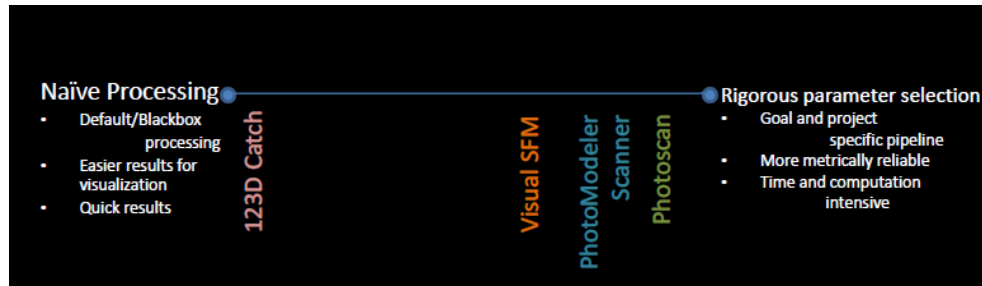 Naïve Processing
• Default/Blackbox
processing
• Easier results for
visualization
• Quick results
123D Catch
Visual SFM
PhotoModeler
Scanner
Photoscan
Rigorous parameter selection
• Goal and project
specific pipeline
• More metrically reliable
• Time and computation
intensive